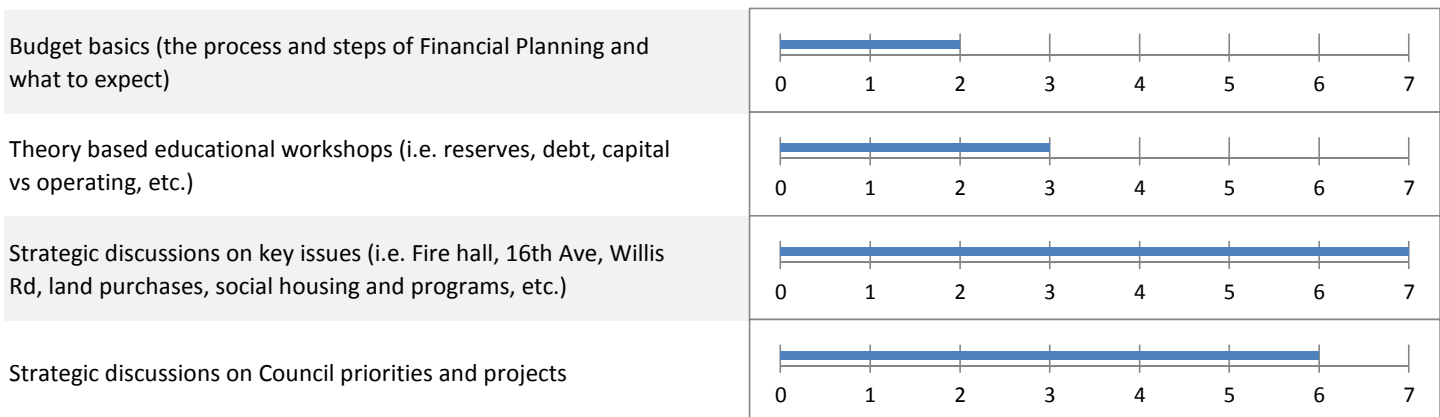 Budget basics (the process and steps of Financial Planning and
what to expect)
0 1 2 3 4 5 6 7
Theory based educational workshops (i.e. reserves, debt, capital
vs operating, etc.)
0 1 2 3 4 5 6 7
Strategic discussions on key issues (i.e. Fire hall, 16th Ave, Willis
Rd, land purchases, social housing and programs, etc.)
0 1 2 3 4 5 6 7
Strategic discussions on Council priorities and projects
0 1 2 3 4 5 6 7